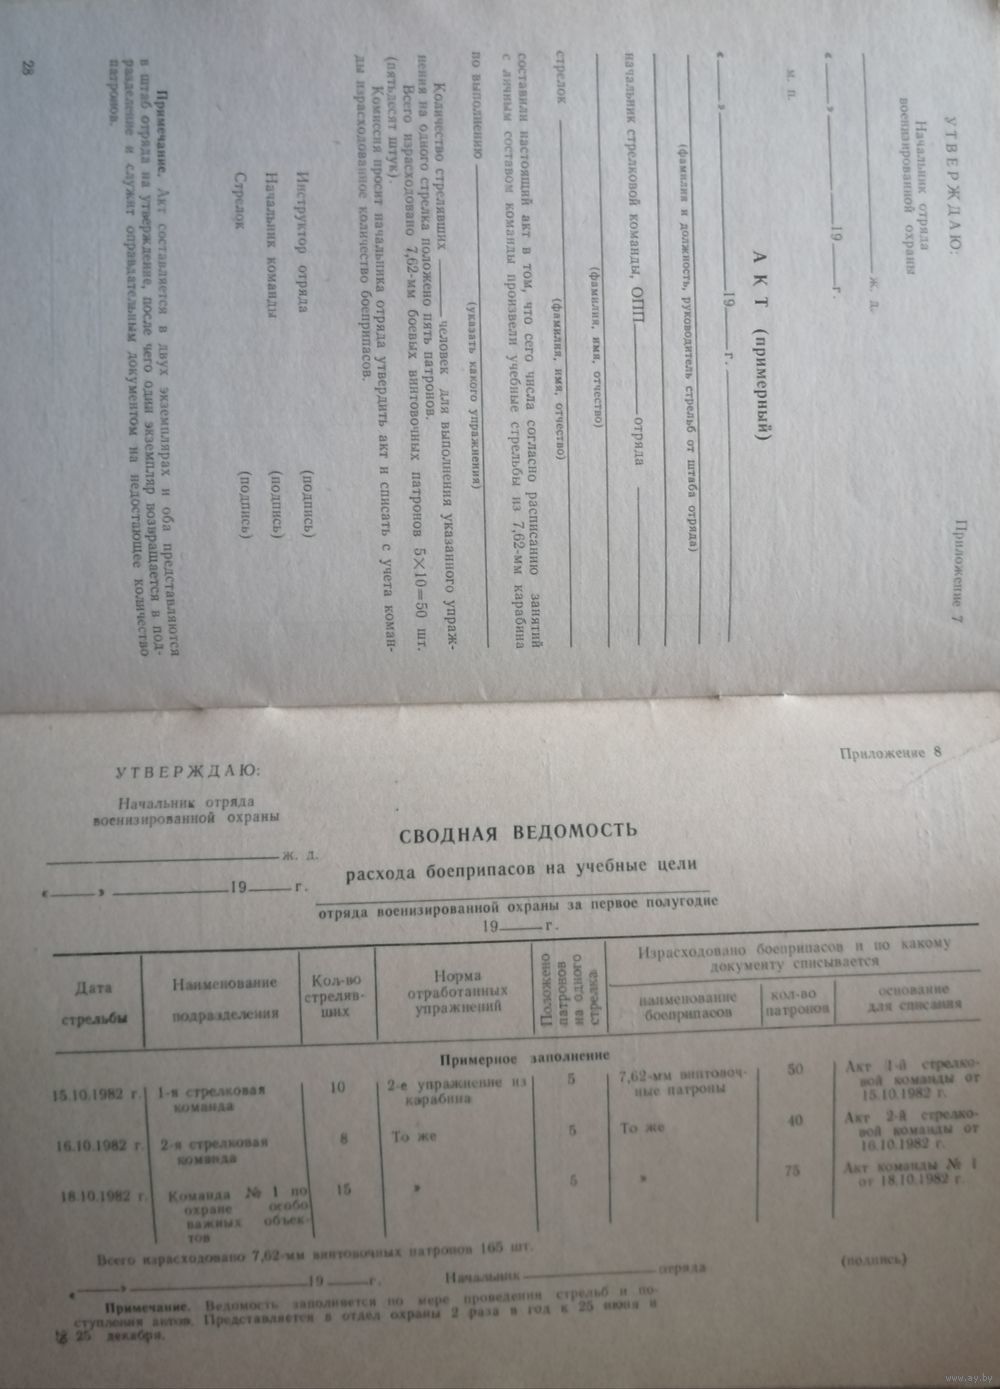 Приложение 7
УТВЕРЖДАЮ:
Начальник отряда
военизированной охраны
ж. д.
« » 19 г.
м. п.
АКТ (примерный)
« » 19 г.
(фамилия и должность, руководитель стрельб от штаба отряда)
начальник стрелковой команды, ОПП отряда
(фамилия, имя, отчество)
стрелок
(фамилия, имя, отчество)
составили настоящий акт в том, что сего числа согласно расписанию занятий
с личным составом команды произвели учебные стрельбы из 7,62-мм карабина
по выполнению
(указать какого упражнения)
Количество стрелявших человек для выполнения указанного упраж-
нения на одного стрелка положено пять патронов.
Всего израсходовано 7,62-мм боевых винтовочных патронов 5×10=50 шт.
(пятьдесят штук)
Комиссия просит начальника отряда утвердить акт и списать с учета коман-
ды израсходованное количество боеприпасов.
Инструктор отряда (подпись)
Начальник команды (подпись)
Стрелок (подпись)
Примечание. Акт составляется в двух экземплярах и оба представляются
в штаб отряда на утверждение, после чего один экземпляр возвращается в под-
разделение и служит оправдательным документом на недостающее количество
патронов.
28
Приложение 8
УТВЕРЖДАЮ:
Начальник отряда
военизированной охраны
ж. д.
« » 19 г.
СВОДНАЯ ВЕДОМОСТЬ
расхода боеприпасов на учебные цели
отряда военизированной охраны за первое полугодие
19 г.
Дата
стрельбы
Наименование
подразделения
Кол-во
стреляв-
ших
Норма
отработанных
упражнений
Положено
патронов
на одного
стрелка
Израсходовано боеприпасов и по какому
документу списывается
наименование
боеприпасов
кол-во
патронов
основание
для списания
Примерное заполнение
15.10.1982 г. 1-я стрелковая 10 2-е упражнение из 5 7,62-мм винтовоч- 50 Акт 1-й стрелко-
команда карабина ные патроны вой команды от
15.10.1982 г.
16.10.1982 г. 2-я стрелковая 8 То же 5 То же 40 Акт 2-й стрелко-
команда вой команды от
16.10.1982 г.
18.10.1982 г. Команда № 1 по 15 » 5 » 75 Акт команды № 1
охране особо от 18.10.1982 г.
важных объек-
тов
Всего израсходовано 7,62-мм винтовочных патронов 165 шт.
« » 19 г. Начальник отряда (подпись)
Примечание. Ведомость заполняется по мере проведения стрельб и по-
ступления актов. Представляется в отдел охраны 2 раза в год к 25 июня и
25 декабря.
www.ay.by